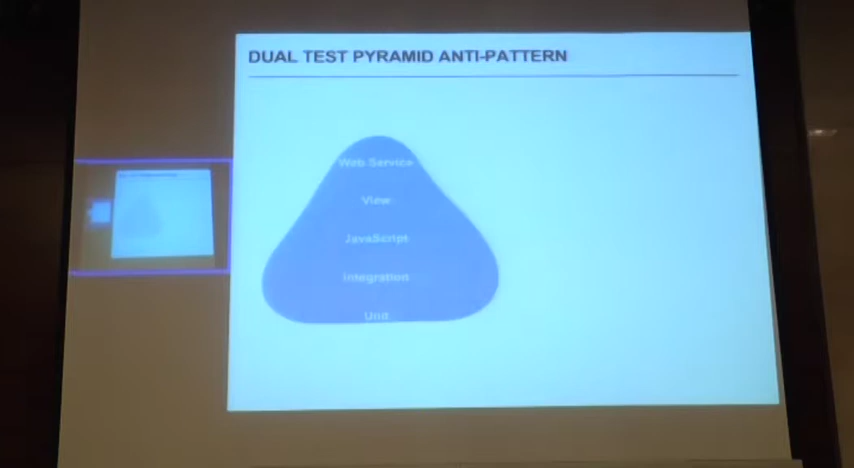 DUAL TEST PYRAMID ANTI-PATTERN
Web Service
View
JavaScript
Integration
Unit